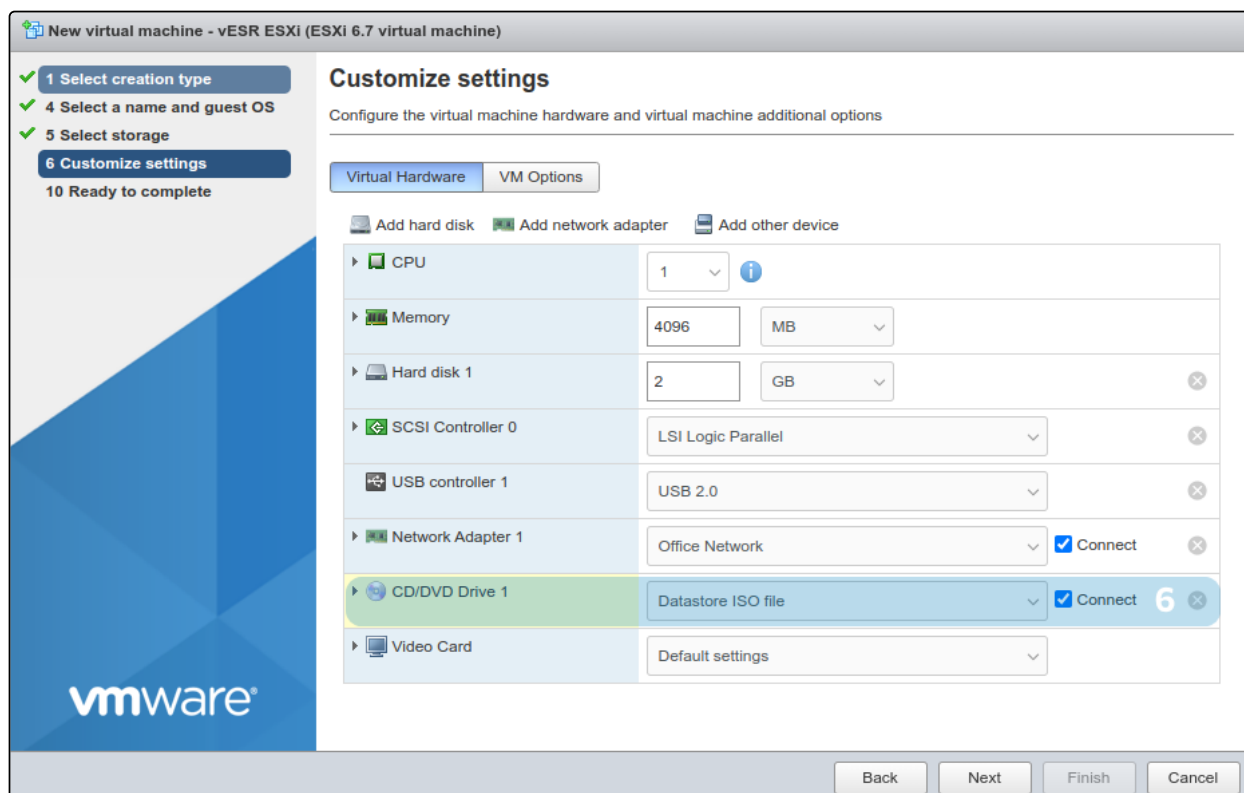 New virtual machine - vESR ESXi (ESXi 6.7 virtual machine)
1 Select creation type
4 Select a name and guest OS
5 Select storage
6 Customize settings
10 Ready to complete
vmware®
Customize settings
Configure the virtual machine hardware and virtual machine additional options
Virtual Hardware VM Options
Add hard disk Add network adapter Add other device
CPU 1
Memory 4096 MB
Hard disk 1 2 GB
SCSI Controller 0 LSI Logic Parallel
USB controller 1 USB 2.0
Network Adapter 1 Office Network Connect
CD/DVD Drive 1 Datastore ISO file Connect 6
Video Card Default settings
Back Next Finish Cancel